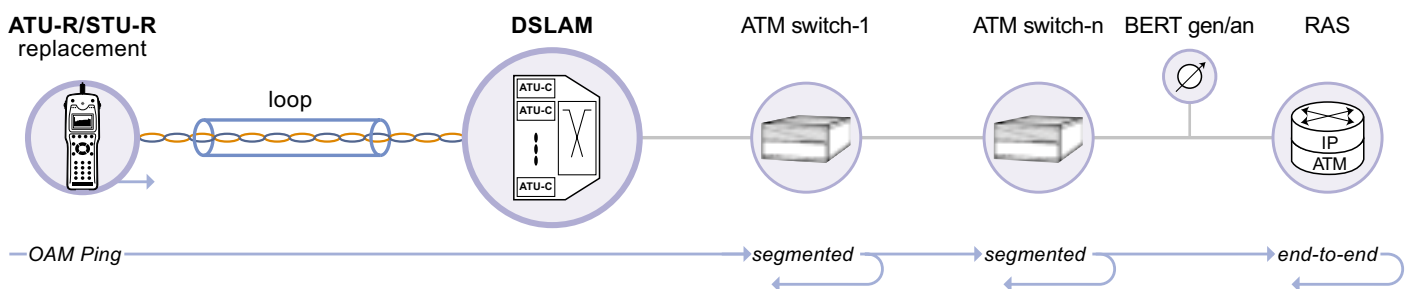 ATU-R/STU-R
replacement
loop
DSLAM
ATU-C
ATU-C
ATU-C
ATM switch-1
ATM switch-n
BERT gen/an
RAS
IP
ATM
OAM Ping
segmented
segmented
end-to-end